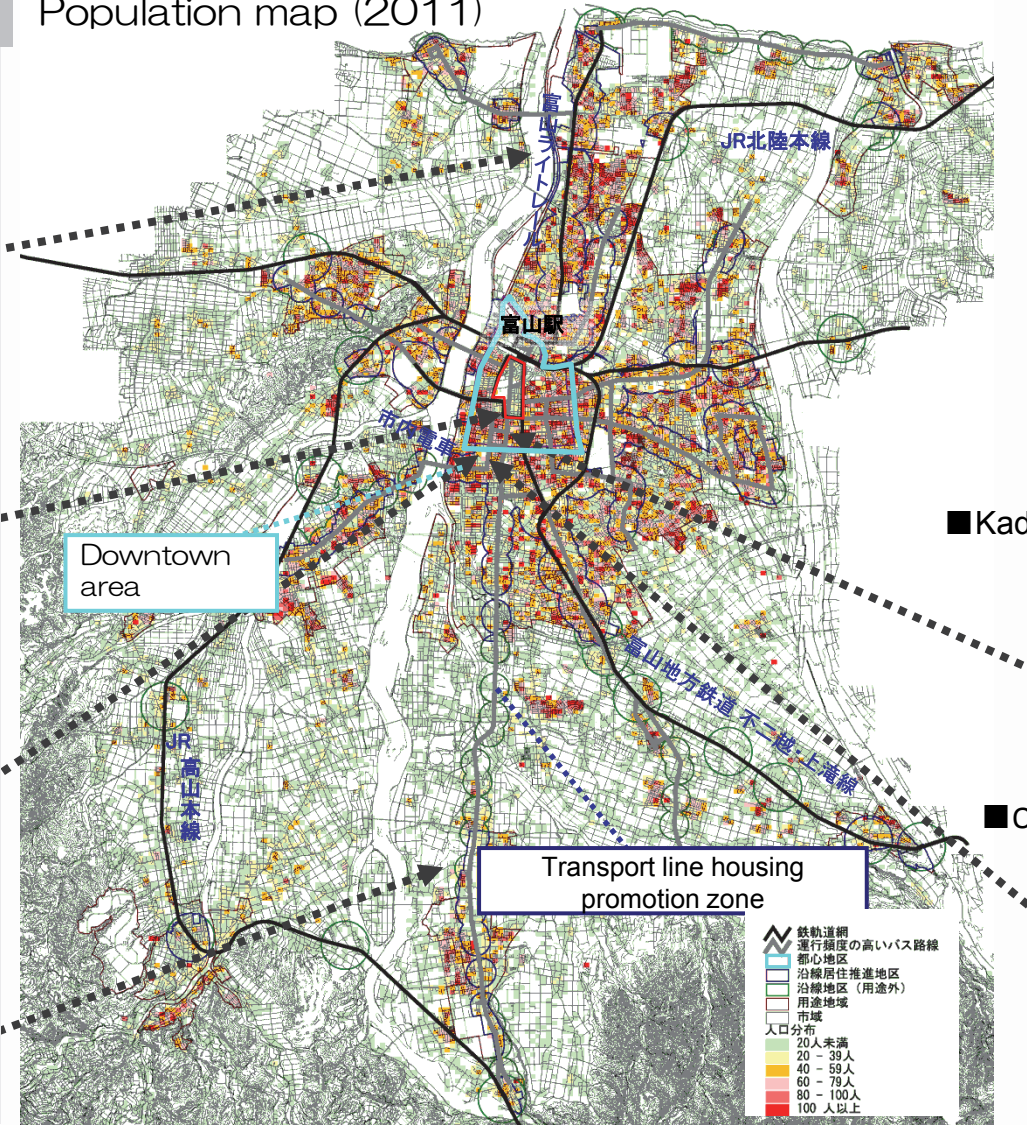 Population map (2011)
富山ライトレール
JR北陸本線
富山駅
市内電車
Downtown
area
■Kad
富山地方鉄道 不二越・上滝線
JR
高山本線
■C
Transport line housing
promotion zone
鉄軌道網
運行頻度の高いバス路線
都心地区
沿線居住推進地区
沿線地区（用途外）
用途地域
市域
人口分布
20人未満
20 - 39人
40 - 59人
60 - 79人
80 - 100人
100 人以上